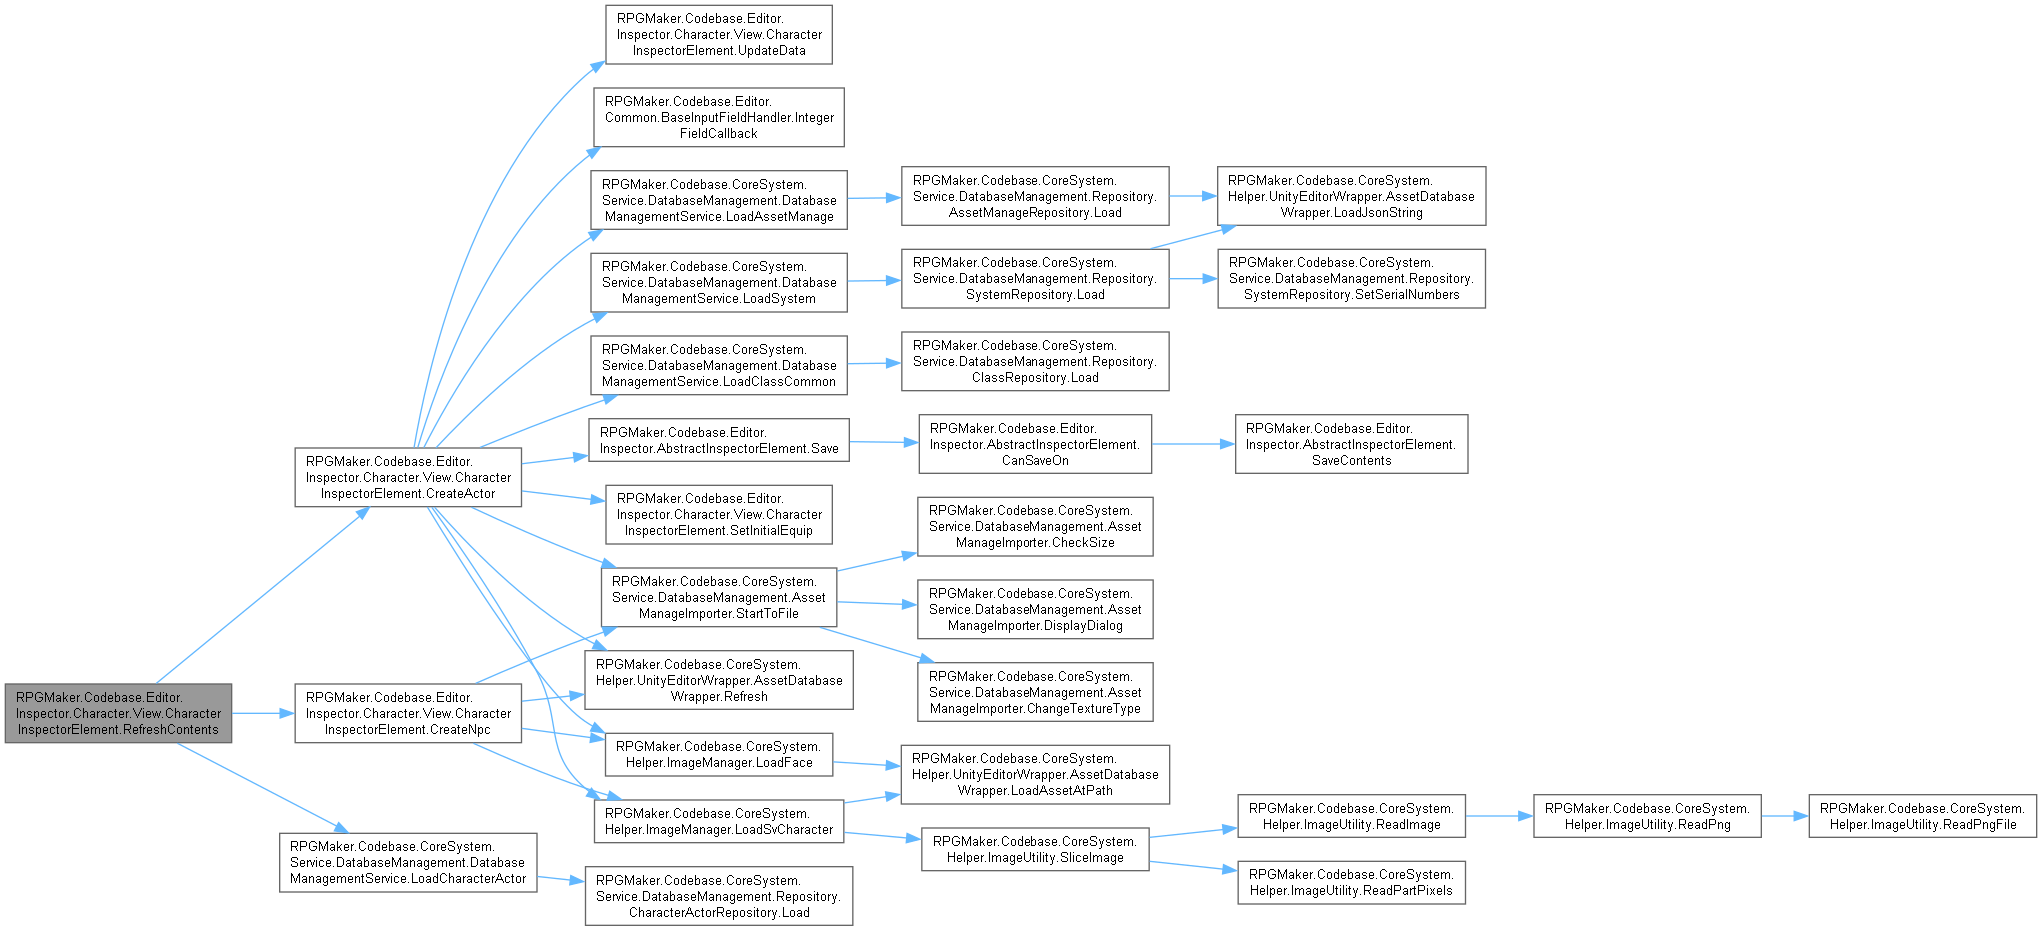 RPGMaker.Codebase.Editor.
Inspector.Character.View.Character
InspectorElement.RefreshContents
RPGMaker.Codebase.Editor.
Inspector.Character.View.Character
InspectorElement.CreateActor
RPGMaker.Codebase.Editor.
Inspector.Character.View.Character
InspectorElement.CreateNpc
RPGMaker.Codebase.CoreSystem.
Service.DatabaseManagement.Database
ManagementService.LoadCharacterActor
RPGMaker.Codebase.Editor.
Inspector.Character.View.Character
InspectorElement.UpdateData
RPGMaker.Codebase.Editor.
Common.BaseInputFieldHandler.Integer
FieldCallback
RPGMaker.Codebase.CoreSystem.
Service.DatabaseManagement.Database
ManagementService.LoadAssetManage
RPGMaker.Codebase.CoreSystem.
Service.DatabaseManagement.Database
ManagementService.LoadSystem
RPGMaker.Codebase.CoreSystem.
Service.DatabaseManagement.Database
ManagementService.LoadClassCommon
RPGMaker.Codebase.Editor.
Inspector.AbstractInspectorElement.Save
RPGMaker.Codebase.Editor.
Inspector.Character.View.Character
InspectorElement.SetInitialEquip
RPGMaker.Codebase.CoreSystem.
Service.DatabaseManagement.Asset
ManageImporter.StartToFile
RPGMaker.Codebase.CoreSystem.
Helper.UnityEditorWrapper.AssetDatabase
Wrapper.Refresh
RPGMaker.Codebase.CoreSystem.
Helper.ImageManager.LoadFace
RPGMaker.Codebase.CoreSystem.
Helper.ImageManager.LoadSvCharacter
RPGMaker.Codebase.CoreSystem.
Service.DatabaseManagement.Repository.
CharacterActorRepository.Load
RPGMaker.Codebase.CoreSystem.
Service.DatabaseManagement.Repository.
AssetManageRepository.Load
RPGMaker.Codebase.CoreSystem.
Service.DatabaseManagement.Repository.
SystemRepository.Load
RPGMaker.Codebase.CoreSystem.
Service.DatabaseManagement.Repository.
ClassRepository.Load
RPGMaker.Codebase.Editor.
Inspector.AbstractInspectorElement.
CanSaveOn
RPGMaker.Codebase.CoreSystem.
Service.DatabaseManagement.Asset
ManageImporter.CheckSize
RPGMaker.Codebase.CoreSystem.
Service.DatabaseManagement.Asset
ManageImporter.DisplayDialog
RPGMaker.Codebase.CoreSystem.
Service.DatabaseManagement.Asset
ManageImporter.ChangeTextureType
RPGMaker.Codebase.CoreSystem.
Helper.UnityEditorWrapper.AssetDatabase
Wrapper.LoadAssetAtPath
RPGMaker.Codebase.CoreSystem.
Helper.ImageUtility.SliceImage
RPGMaker.Codebase.CoreSystem.
Helper.UnityEditorWrapper.AssetDatabase
Wrapper.LoadJsonString
RPGMaker.Codebase.CoreSystem.
Service.DatabaseManagement.Repository.
SystemRepository.SetSerialNumbers
RPGMaker.Codebase.Editor.
Inspector.AbstractInspectorElement.
SaveContents
RPGMaker.Codebase.CoreSystem.
Helper.ImageUtility.ReadImage
RPGMaker.Codebase.CoreSystem.
Helper.ImageUtility.ReadPartPixels
RPGMaker.Codebase.CoreSystem.
Helper.ImageUtility.ReadPng
RPGMaker.Codebase.CoreSystem.
Helper.ImageUtility.ReadPngFile